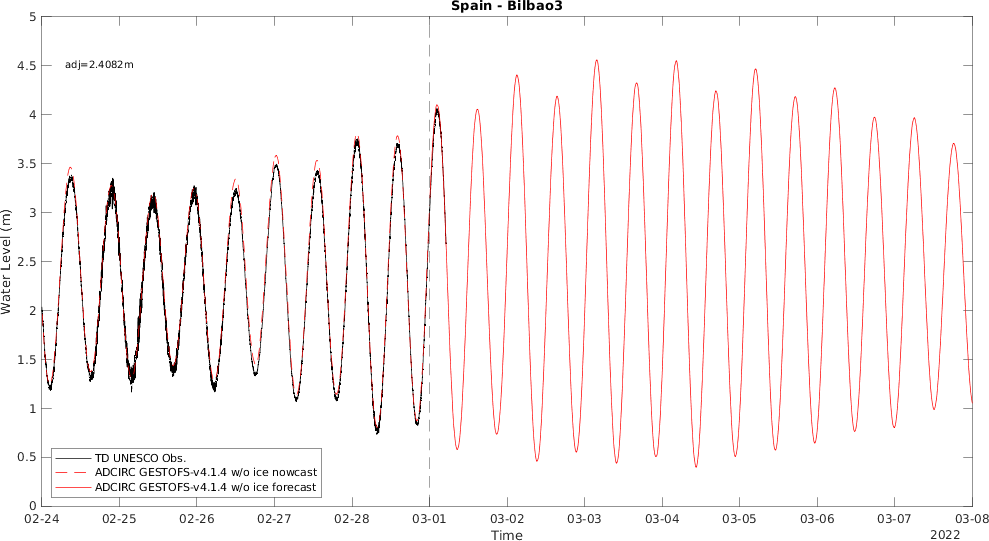 Spain - Bilbao3
adj=2.4082m
Water Level (m)
5
4.5
4
3.5
3
2.5
2
1.5
1
0.5
0
TD UNESCO Obs.
ADCIRC GESTOFS-v4.1.4 w/o ice nowcast
ADCIRC GESTOFS-v4.1.4 w/o ice forecast
02-24 02-25 02-26 02-27 02-28 03-01 03-02 03-03 03-04 03-05 03-06 03-07 03-08
Time
2022